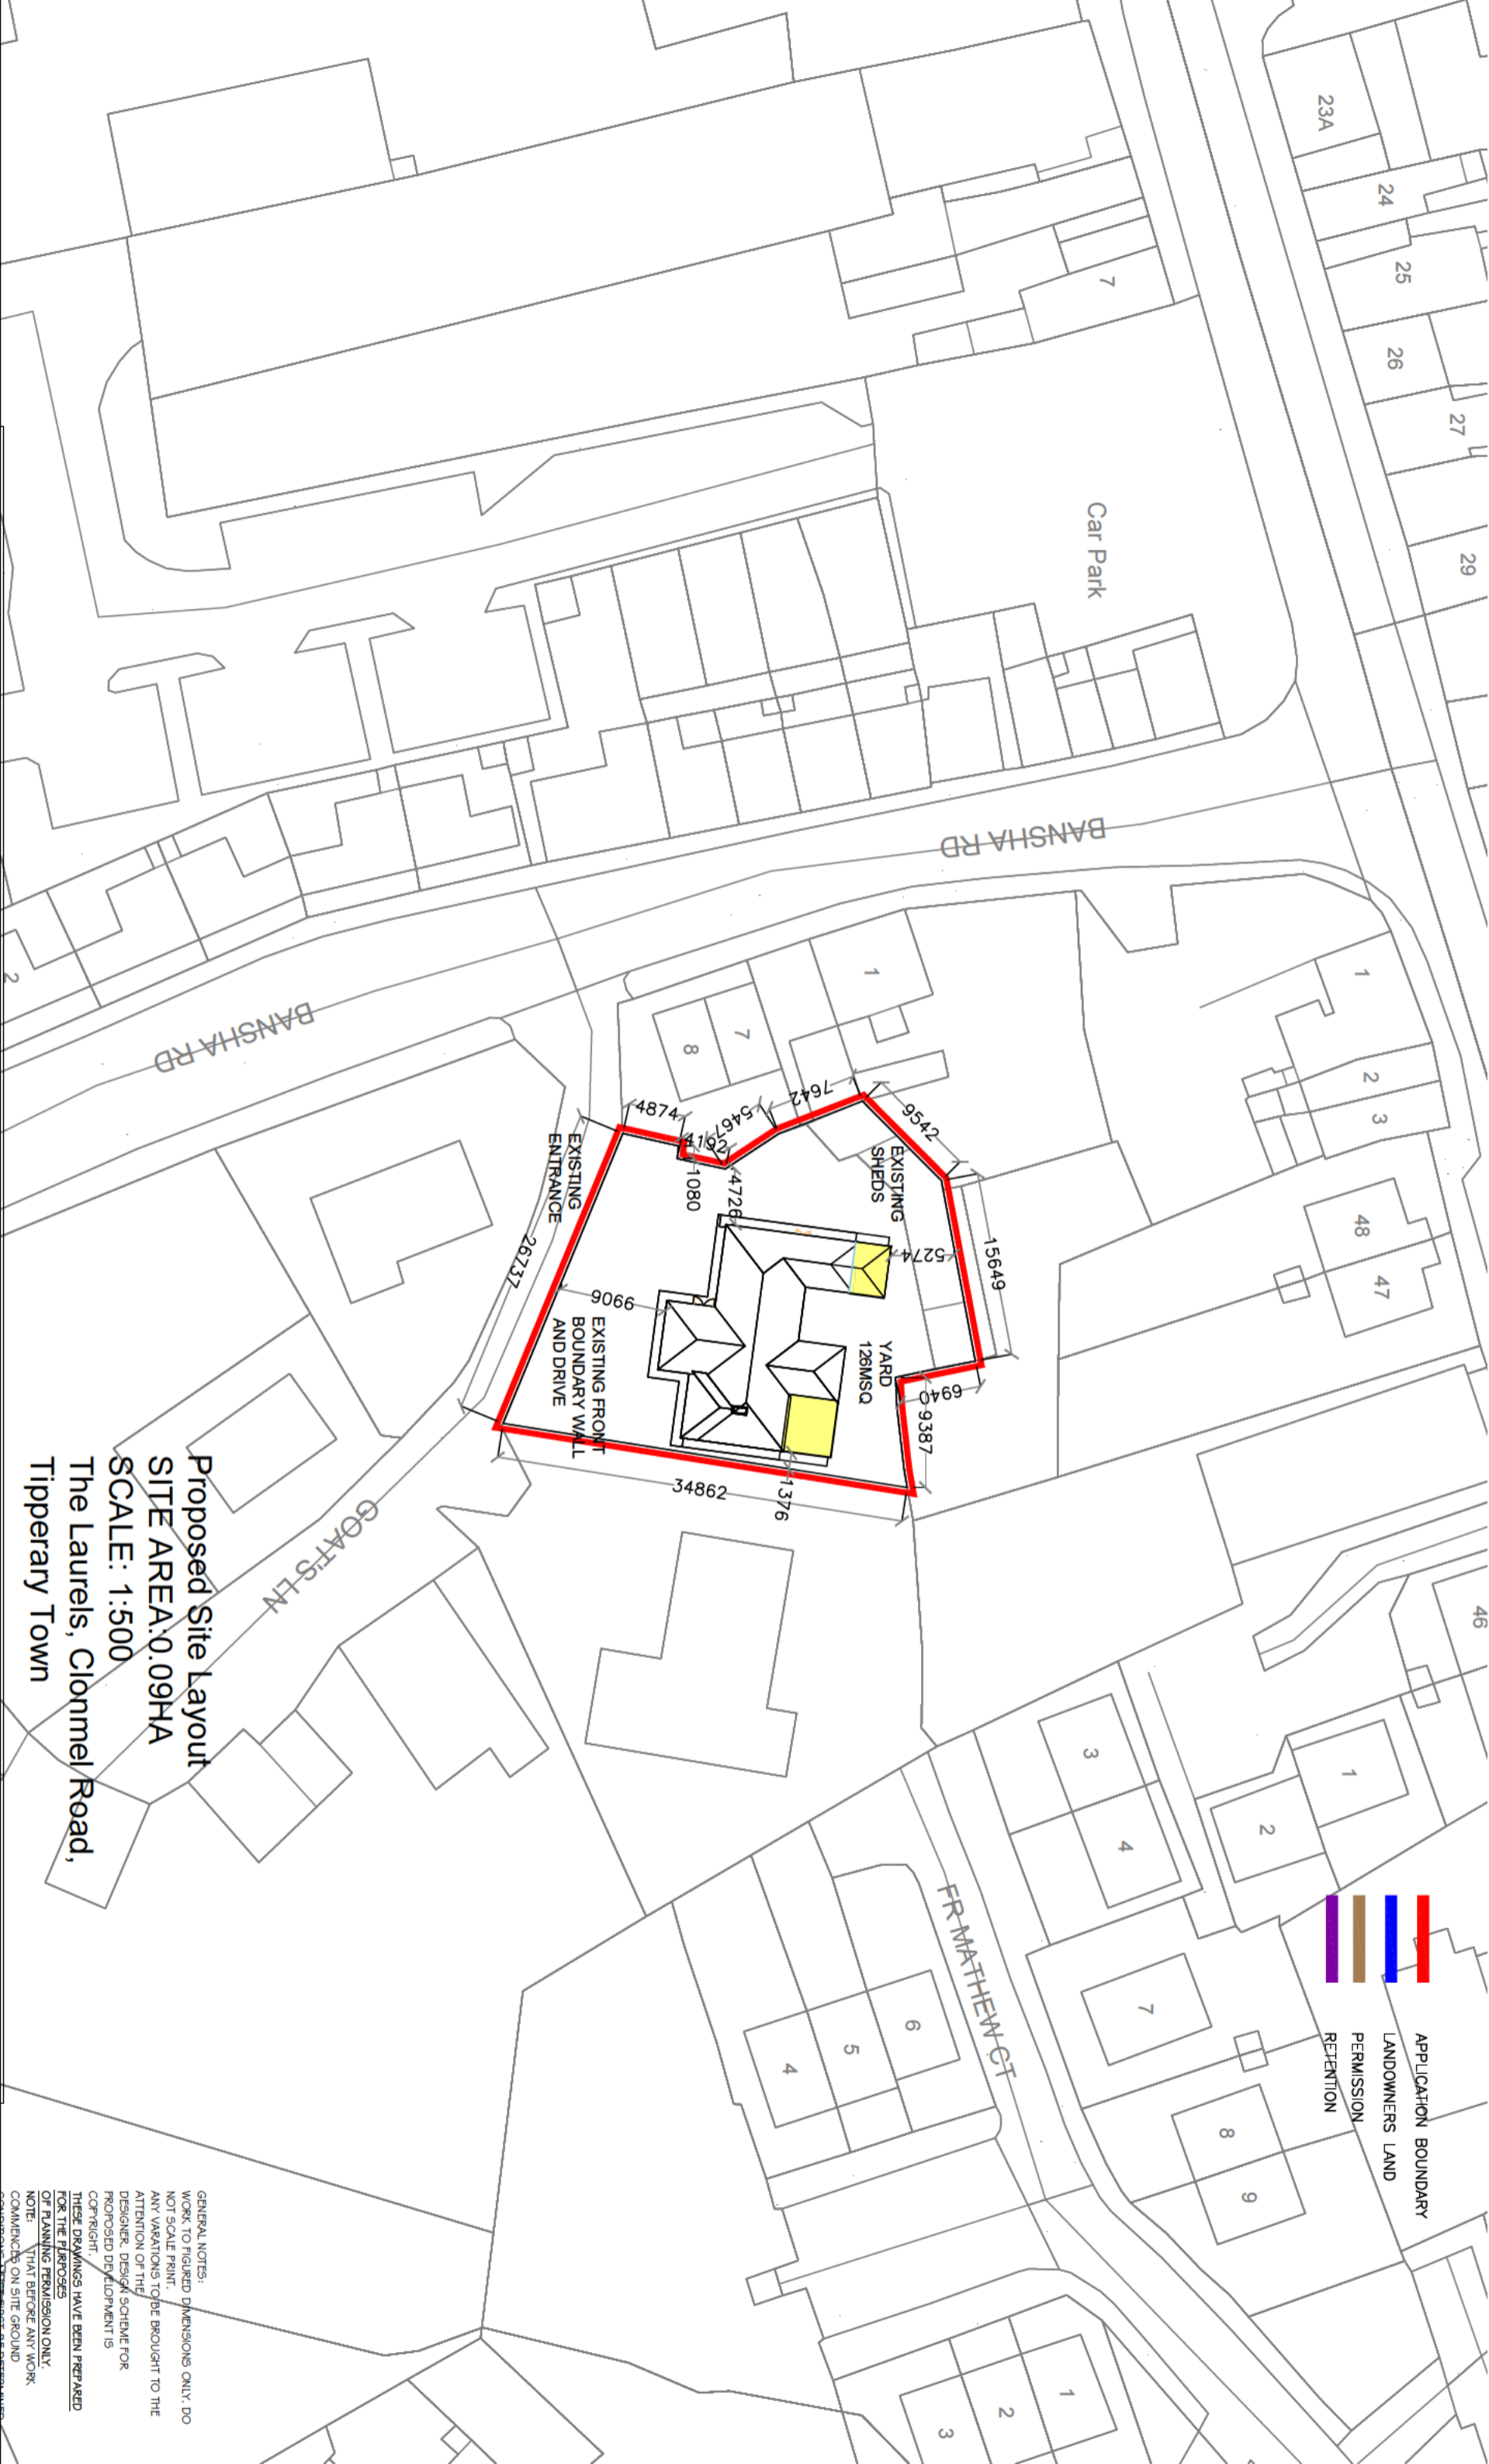 Proposed Site Layout
SITE AREA:0.09HA
SCALE: 1:500
The Laurels, Clonmel Road,
Tipperary Town
APPLICATION BOUNDARY
LANDOWNERS LAND
PERMISSION
RETENTION
GENERAL NOTES:
WORK TO FIGURED DIMENSIONS ONLY. DO
NOT SCALE PRINT.
ANY VARATIONS TO BE BROUGHT TO THE
ATTENTION OF THE
DESIGNER. DESIGN SCHEME FOR
PROPOSED DEVELOPMENT IS
COPYRIGHT.
THESE DRAWINGS HAVE BEEN PREPARED
FOR THE PURPOSES
OF PLANNING PERMISSION ONLY.
NOTE: THAT BEFORE ANY WORK
COMMENCES ON SITE GROUND
EXISTING
SHEDS
YARD
126MSQ
EXISTING
ENTRANCE
EXISTING FRONT
BOUNDARY WALL
AND DRIVE
9542
15649
7642
5467
4192
4874
1080
4726
5274
6940
9387
1376
34862
9066
26737
BANSHA RD
BANSHA RD
GOAT'S LN
FR MATHEW CT
Car Park
23A
24
25
26
27
29
7
1
2
3
48
47
46
1
7
8
2
1
2
3
4
7
8
9
6
5
4
1
2
3